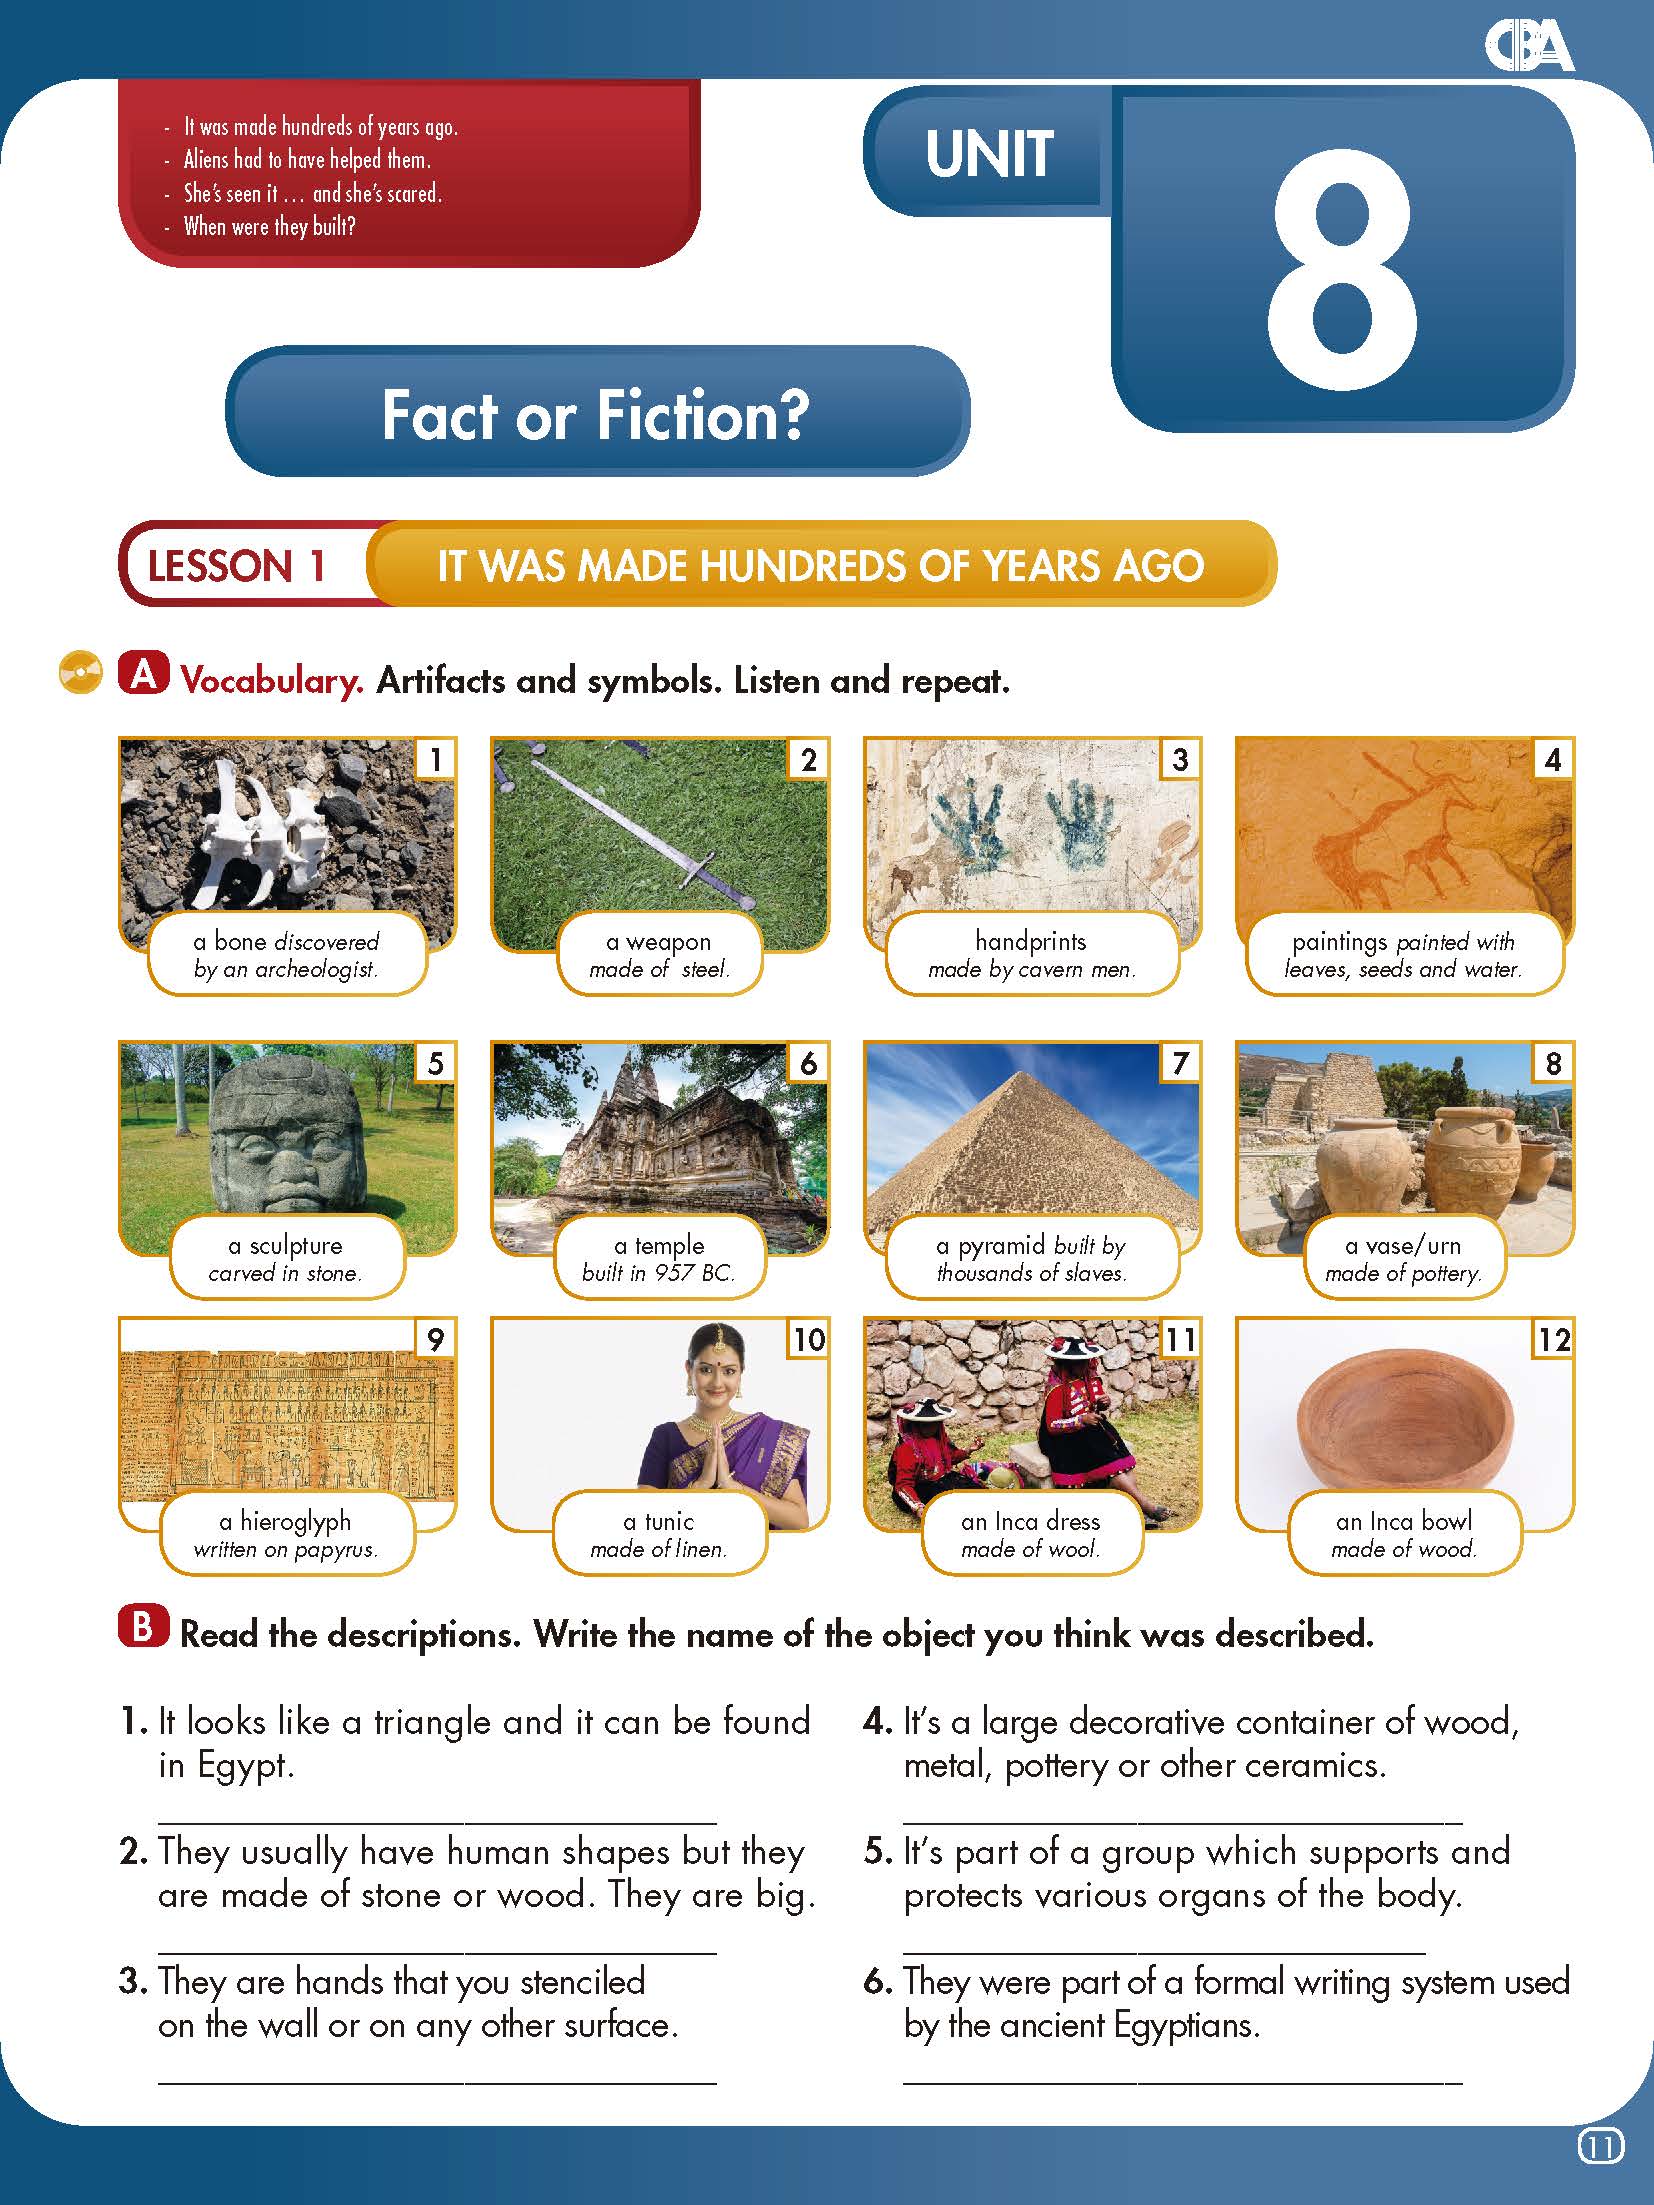 CBA
- It was made hundreds of years ago.
- Aliens had to have helped them.
- She's seen it ... and she's scared.
- When were they built?
UNIT
8
Fact or Fiction?
LESSON 1
IT WAS MADE HUNDREDS OF YEARS AGO
A Vocabulary. Artifacts and symbols. Listen and repeat.
1
a bone discovered
by an archeologist.
2
a weapon
made of steel.
3
handprints
made by cavern men.
4
paintings painted with
leaves, seeds and water.
5
a sculpture
carved in stone.
6
a temple
built in 957 BC.
7
a pyramid built by
thousands of slaves.
8
a vase/urn
made of pottery.
9
a hieroglyph
written on papyrus.
10
a tunic
made of linen.
11
an Inca dress
made of wool.
12
an Inca bowl
made of wood.
B Read the descriptions. Write the name of the object you think was described.
1. It looks like a triangle and it can be found
in Egypt.
2. They usually have human shapes but they
are made of stone or wood. They are big.
3. They are hands that you stenciled
on the wall or on any other surface.
4. It's a large decorative container of wood,
metal, pottery or other ceramics.
5. It's part of a group which supports and
protects various organs of the body.
6. They were part of a formal writing system used
by the ancient Egyptians.
11